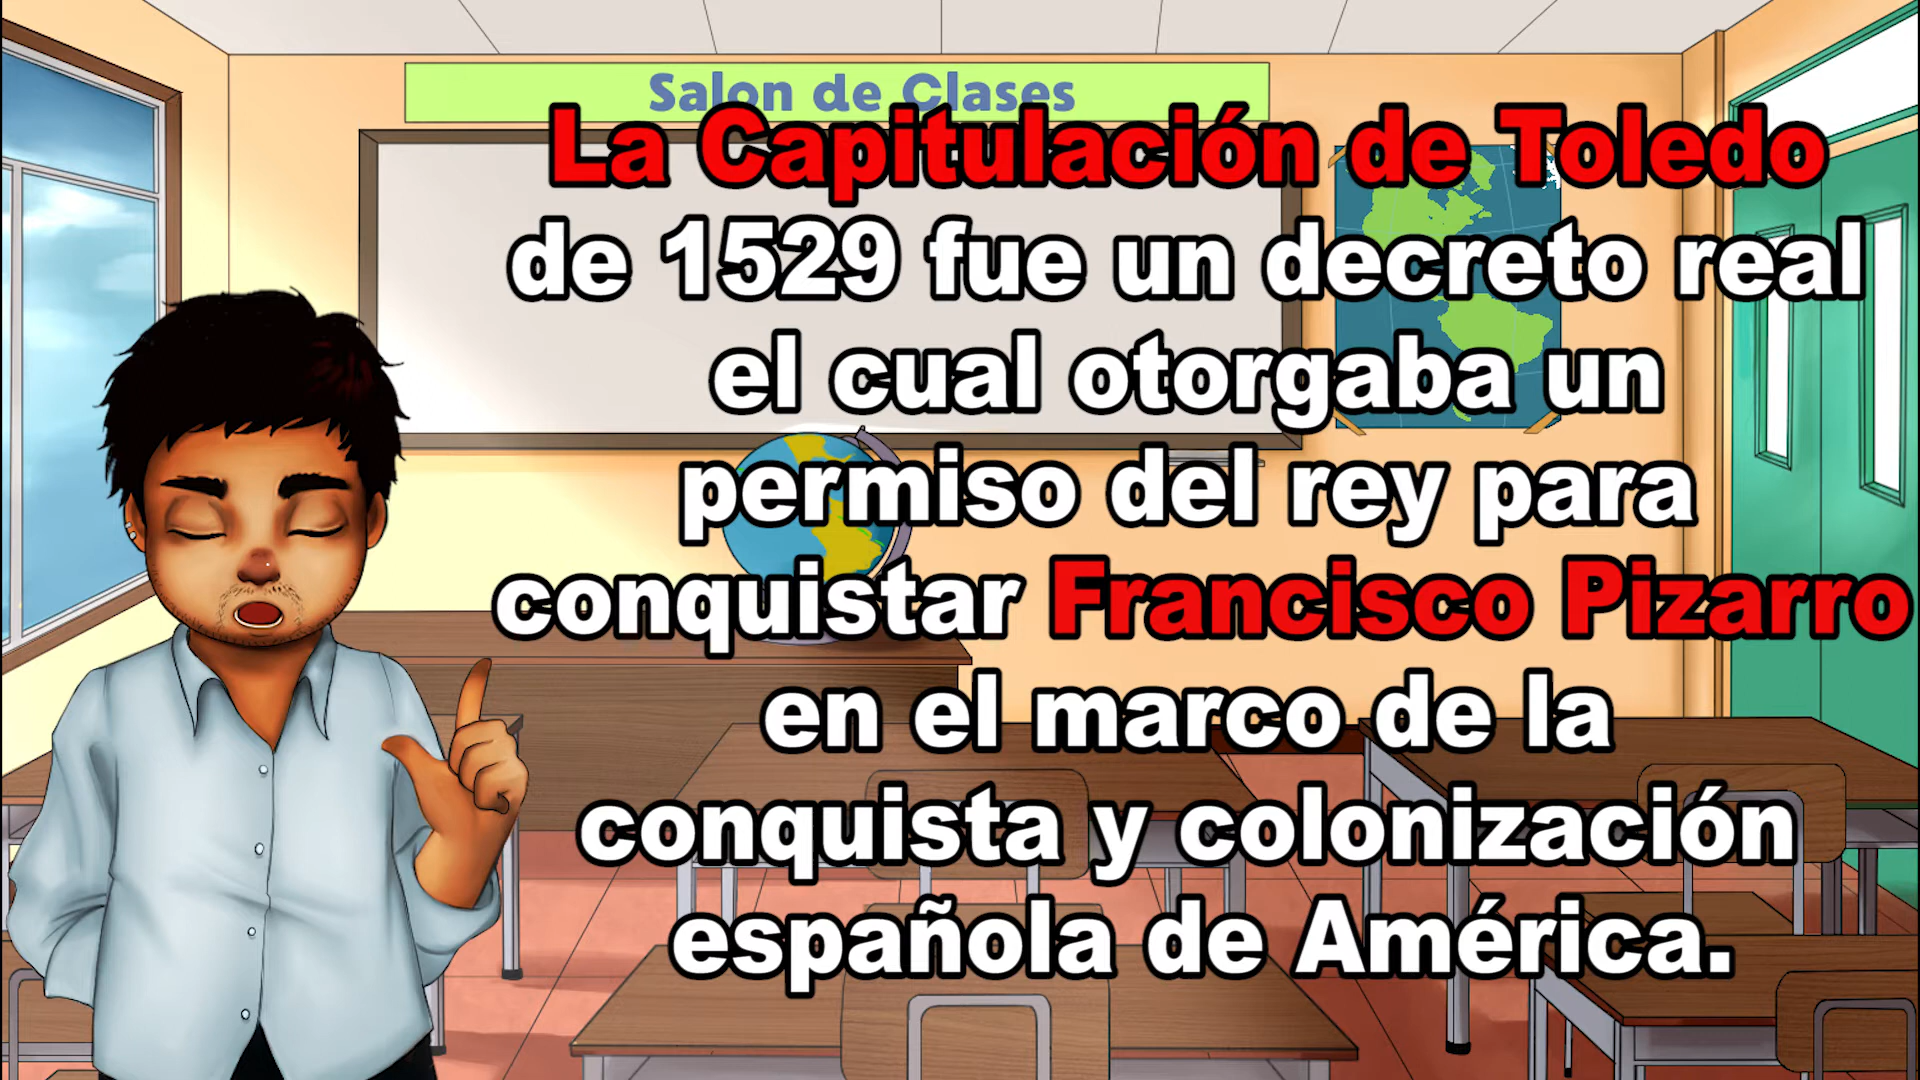 Salon de Clases
La Capitulación de Toledo
de 1529 fue un decreto real
el cual otorgaba un
permiso del rey para
conquistar Francisco Pizarro
en el marco de la
conquista y colonización
española de América.